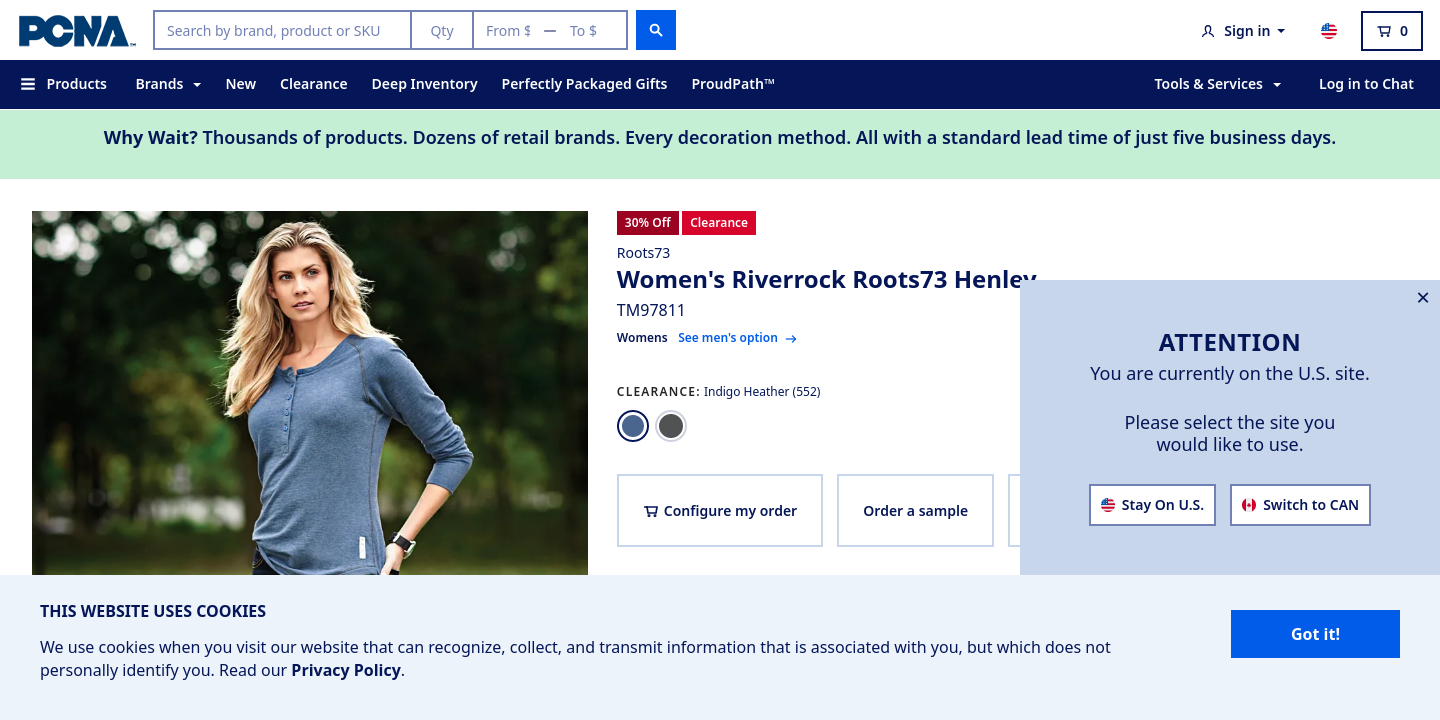 PCNA™
Search by brand, product or SKU
Qty
From $
To $
Sign in
0
Products
Brands
New
Clearance
Deep Inventory
Perfectly Packaged Gifts
ProudPath™
Tools & Services
Log in to Chat
Why Wait? Thousands of products. Dozens of retail brands. Every decoration method. All with a standard lead time of just five business days.
30% Off
Clearance
Roots73
Women's Riverrock Roots73 Henley
TM97811
Womens
See men's option
CLEARANCE: Indigo Heather (552)
Configure my order
Order a sample
ATTENTION
You are currently on the U.S. site.
Please select the site you
would like to use.
Stay On U.S.
Switch to CAN
THIS WEBSITE USES COOKIES
We use cookies when you visit our website that can recognize, collect, and transmit information that is associated with you, but which does not
personally identify you. Read our Privacy Policy.
Got it!